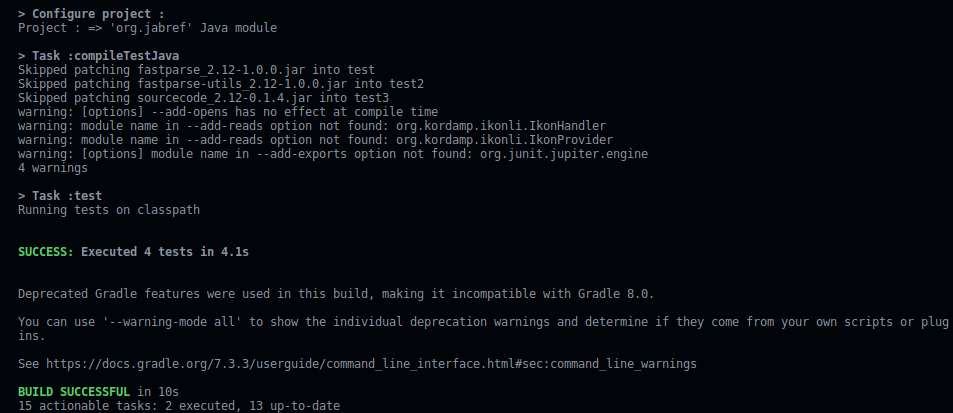 > Configure project :
Project : => 'org.jabref' Java module
> Task :compileTestJava
Skipped patching fastparse_2.12-1.0.0.jar into test
Skipped patching fastparse-utils_2.12-1.0.0.jar into test2
Skipped patching sourcecode_2.12-0.1.4.jar into test3
warning: [options] --add-opens has no effect at compile time
warning: module name in --add-reads option not found: org.kordamp.ikonli.IkonHandler
warning: module name in --add-reads option not found: org.kordamp.ikonli.IkonProvider
warning: [options] module name in --add-exports option not found: org.junit.jupiter.engine
4 warnings
> Task :test
Running tests on classpath
SUCCESS: Executed 4 tests in 4.1s
Deprecated Gradle features were used in this build, making it incompatible with Gradle 8.0.
You can use '--warning-mode all' to show the individual deprecation warnings and determine if they come from your own scripts or plug
ins.
See https://docs.gradle.org/7.3.3/userguide/command_line_interface.html#sec:command_line_warnings
BUILD SUCCESSFUL in 10s
15 actionable tasks: 2 executed, 13 up-to-date